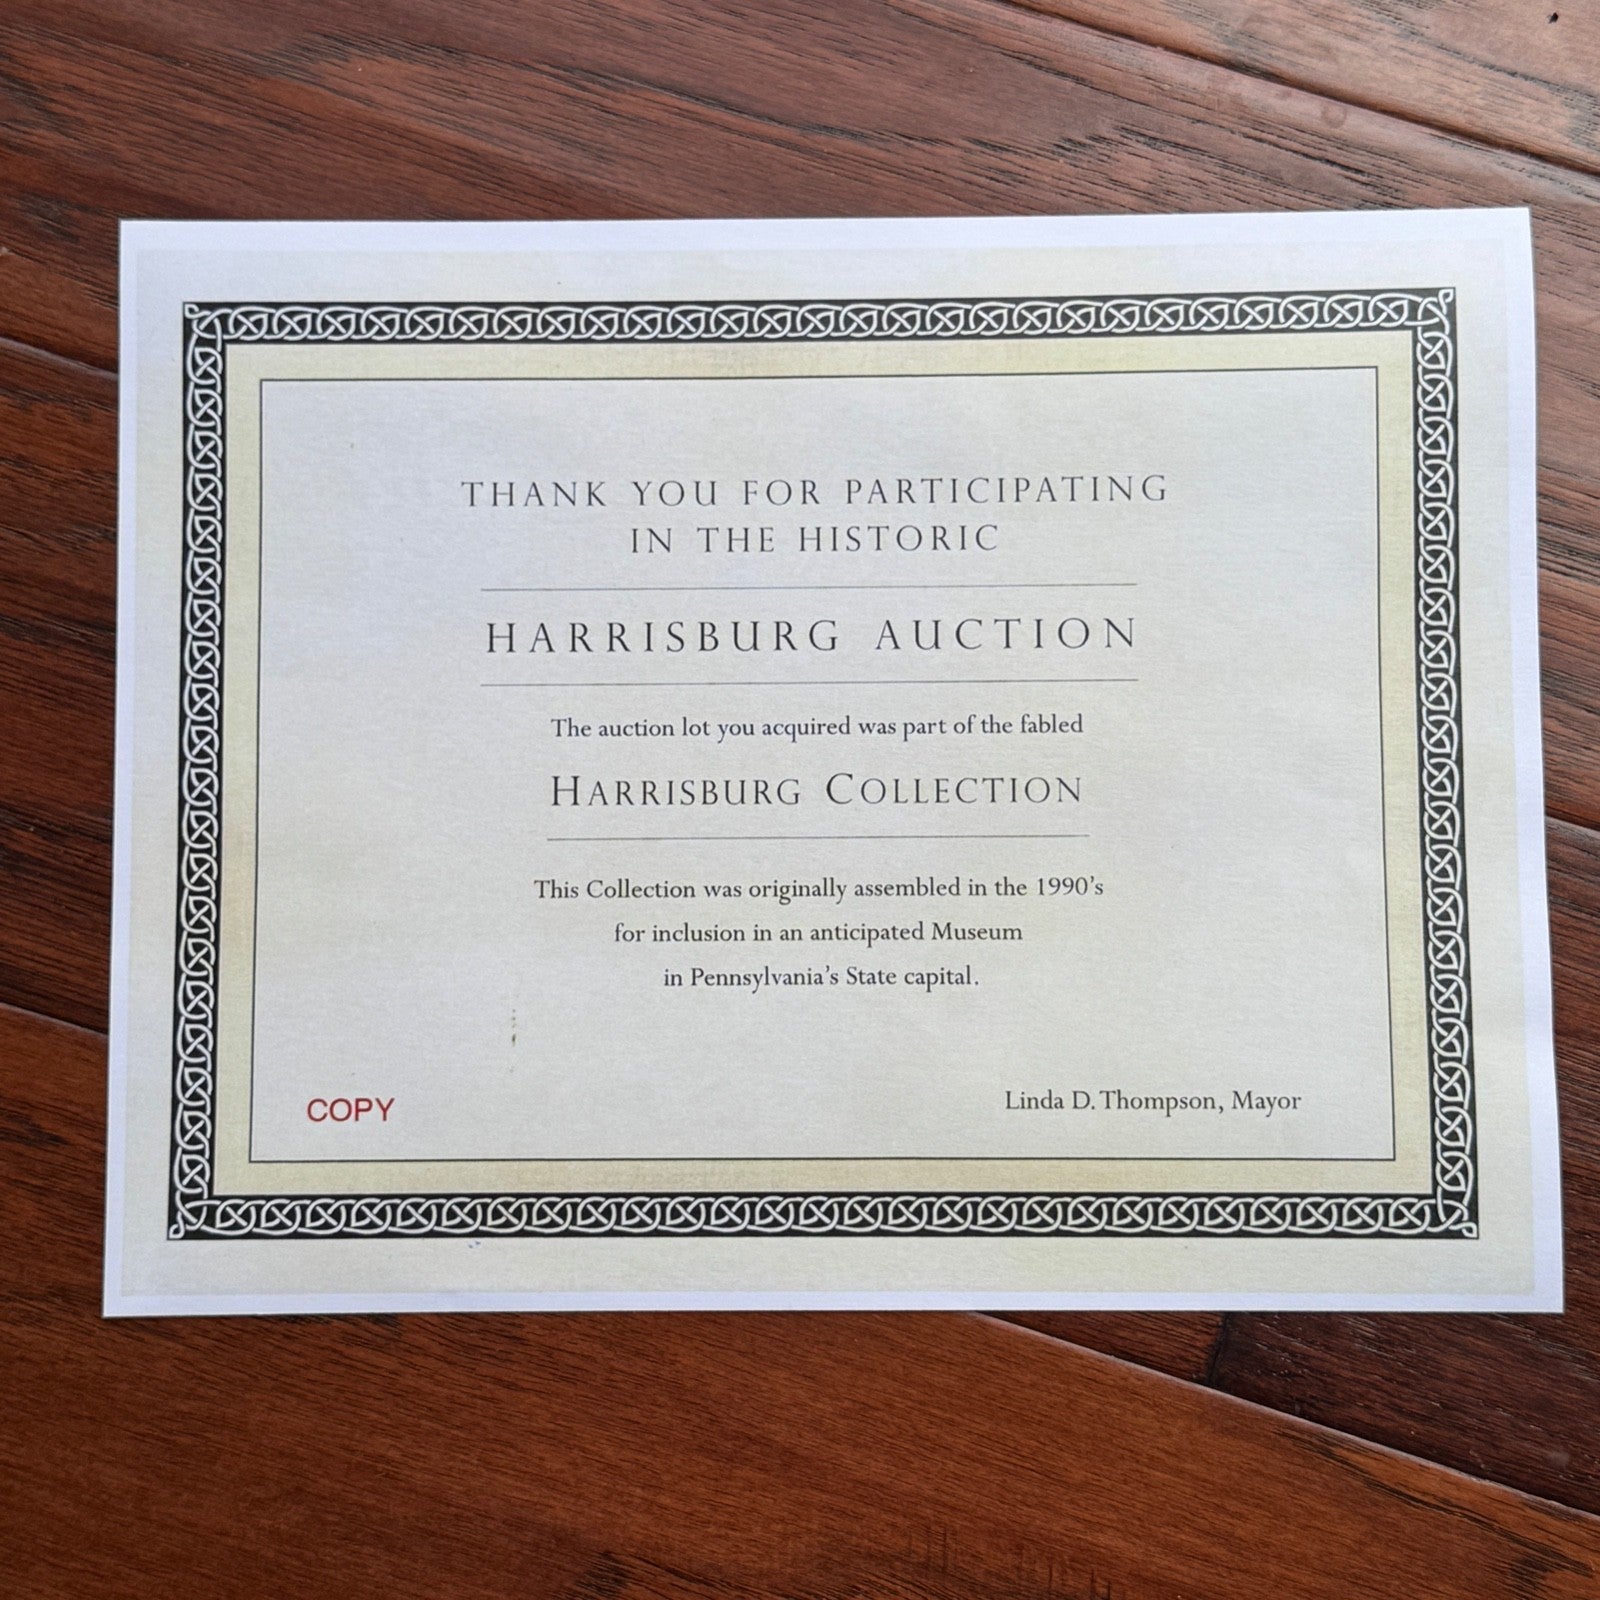 THANK YOU FOR PARTICIPATING
IN THE HISTORIC
HARRISBURG AUCTION
The auction lot you acquired was part of the fabled
HARRISBURG COLLECTION
This Collection was originally assembled in the 1990's
for inclusion in an anticipated Museum
in Pennsylvania's State capital.
Linda D. Thompson, Mayor
COPY